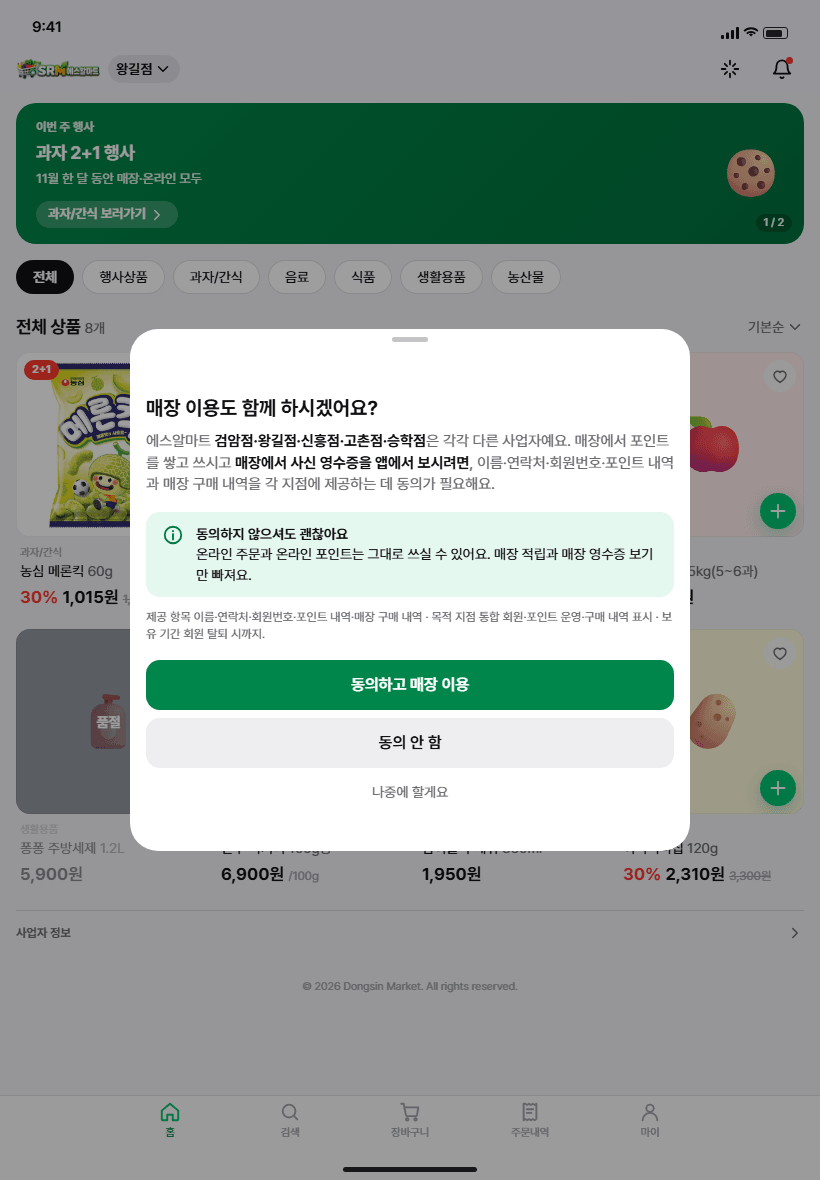 9:41
SRM에스알마트
왕길점
이번 주 행사
과자 2+1 행사
11월 한 달 동안 매장·온라인 모두
과자/간식 보러가기
1 / 2
전체
행사상품
과자/간식
음료
식품
생활용품
농산물
전체 상품 8개
기본순
2+1
농심
메론킥
매장 이용도 함께 하시겠어요?
에스알마트 검암점·왕길점·신흥점·고촌점·승학점은 각각 다른 사업자예요. 매장에서 포인트
를 쌓고 쓰시고 매장에서 사신 영수증을 앱에서 보시려면, 이름·연락처·회원번호·포인트 내역
과 매장 구매 내역을 각 지점에 제공하는 데 동의가 필요해요.
동의하지 않으셔도 괜찮아요
온라인 주문과 온라인 포인트는 그대로 쓰실 수 있어요. 매장 적립과 매장 영수증 보기
만 빠져요.
제공 항목 이름·연락처·회원번호·포인트 내역·매장 구매 내역 · 목적 지점 통합 회원·포인트 운영·구매 내역 표시 · 보
유 기간 회원 탈퇴 시까지.
동의하고 매장 이용
동의 안 함
나중에 할게요
과자/간식
농심 메론킥 60g
30% 1,015원
5kg(5~6과)
품절
생활용품
퐁퐁 주방세제 1.2L
5,900원
6,900원 /100g
1,950원
120g
30% 2,310원 3,300원
사업자 정보
© 2026 Dongsin Market. All rights reserved.
홈
검색
장바구니
주문내역
마이